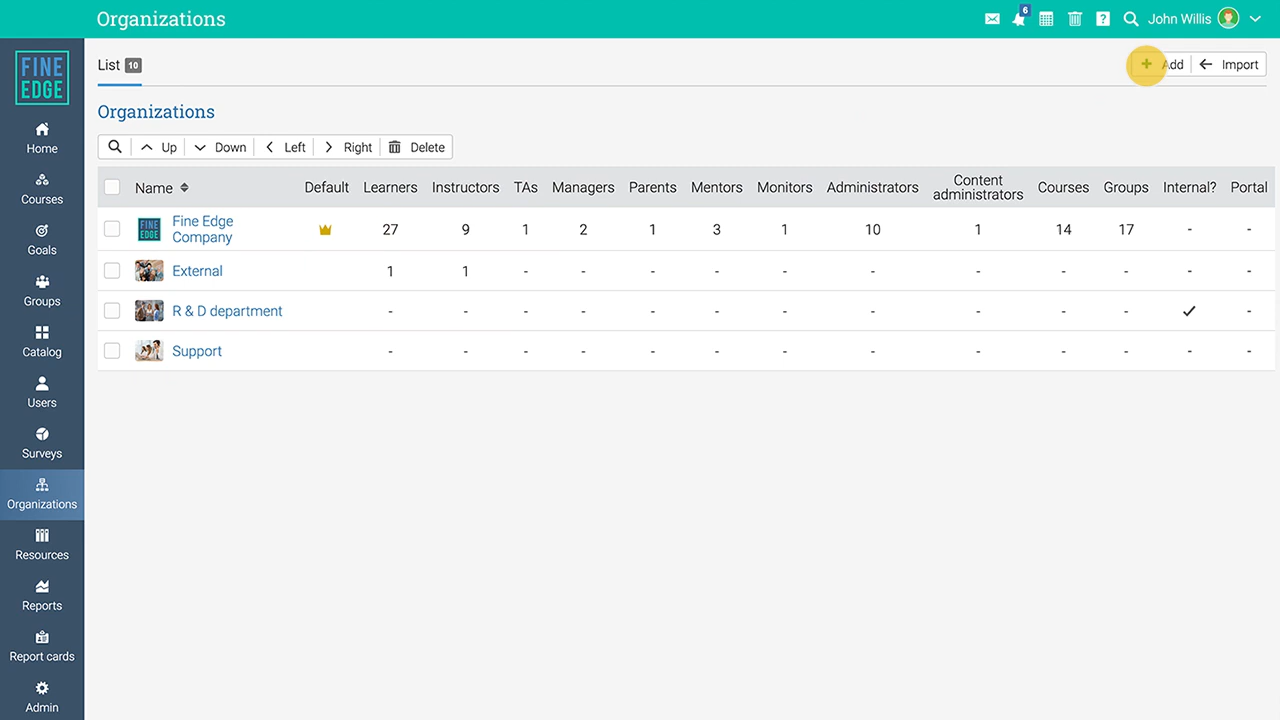 Organizations
6
John Willis
FINE
EDGE
Home
Courses
Goals
Groups
Catalog
Users
Surveys
Organizations
Resources
Reports
Report cards
Admin
List 10
+ Add
Import
Organizations
Up Down Left Right Delete
Name Default Learners Instructors TAs Managers Parents Mentors Monitors Administrators Content administrators Courses Groups Internal? Portal
FINE EDGE
Fine Edge Company 27 9 1 2 1 3 1 10 1 14 17 - -
External 1 1 - - - - - - - - - - -
R & D department - - - - - - - - - - - ✓ -
Support - - - - - - - - - - - - -